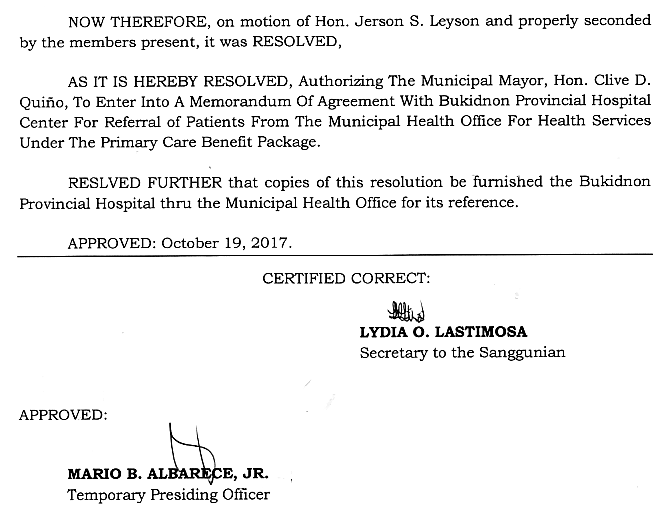 NOW THEREFORE, on motion of Hon. Jerson S. Leyson and properly seconded
by the members present, it was RESOLVED,
AS IT IS HEREBY RESOLVED, Authorizing The Municipal Mayor, Hon. Clive D.
Quiño, To Enter Into A Memorandum Of Agreement With Bukidnon Provincial Hospital
Center For Referral of Patients From The Municipal Health Office For Health Services
Under The Primary Care Benefit Package.
RESLVED FURTHER that copies of this resolution be furnished the Bukidnon
Provincial Hospital thru the Municipal Health Office for its reference.
APPROVED: October 19, 2017.
CERTIFIED CORRECT:
LYDIA O. LASTIMOSA
Secretary to the Sanggunian
APPROVED:
MARIO B. ALBARECE, JR.
Temporary Presiding Officer